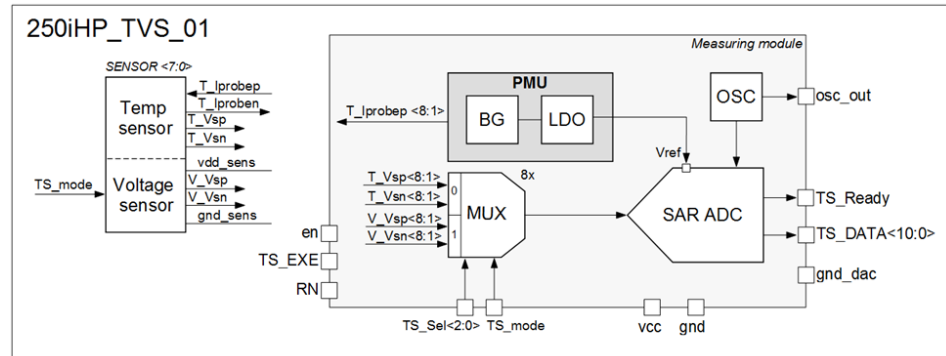 250iHP_TVS_01
SENSOR <7:0>
Temp
sensor
Voltage
sensor
TS_mode
T_Iprobep
T_Iproben
T_Vsp
T_Vsn
vdd_sens
V_Vsp
V_Vsn
gnd_sens
Measuring module
PMU
BG
LDO
T_Iprobep <8:1>
OSC
osc_out
Vref
8x
T_Vsp<8:1>
T_Vsn<8:1>
V_Vsp<8:1>
V_Vsn<8:1>
0
1
MUX
SAR ADC
TS_Ready
TS_DATA<10:0>
gnd_dac
en
TS_EXE
RN
TS_Sel<2:0>
TS_mode
vcc
gnd